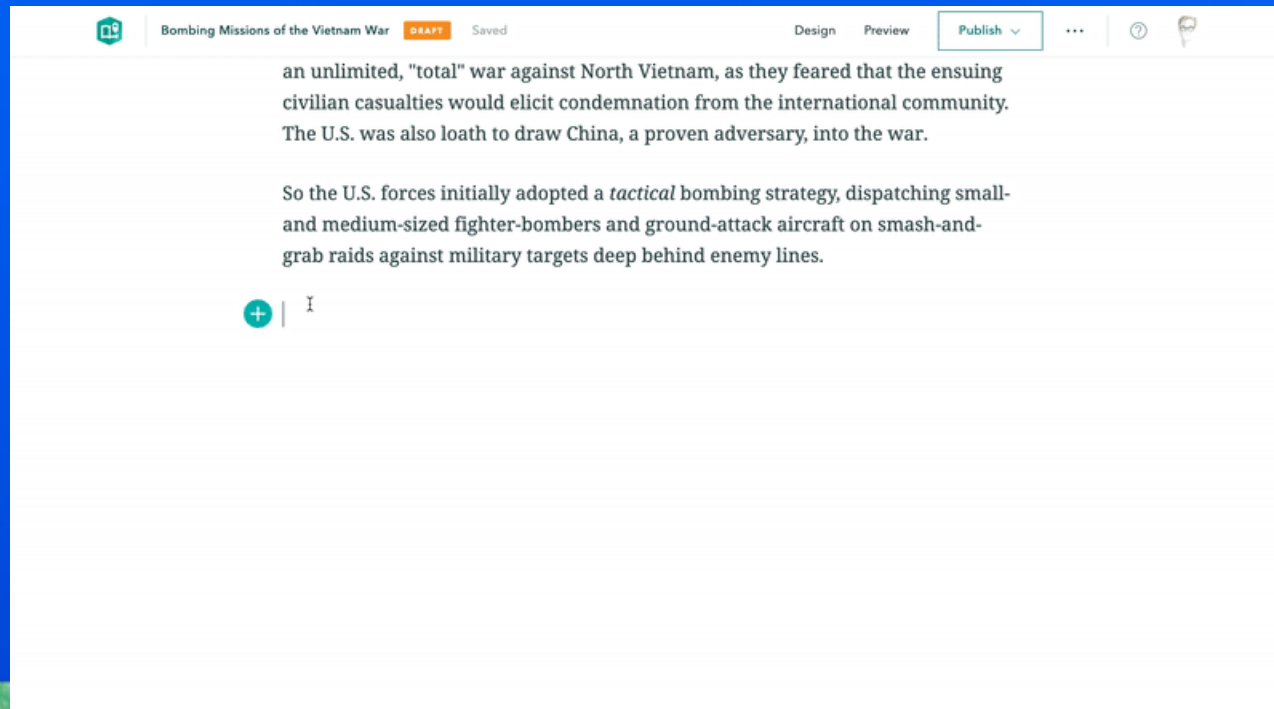 Bombing Missions of the Vietnam War DRAFT Saved Design Preview Publish ...
an unlimited, "total" war against North Vietnam, as they feared that the ensuing
civilian casualties would elicit condemnation from the international community.
The U.S. was also loath to draw China, a proven adversary, into the war.
So the U.S. forces initially adopted a tactical bombing strategy, dispatching small-
and medium-sized fighter-bombers and ground-attack aircraft on smash-and-
grab raids against military targets deep behind enemy lines.